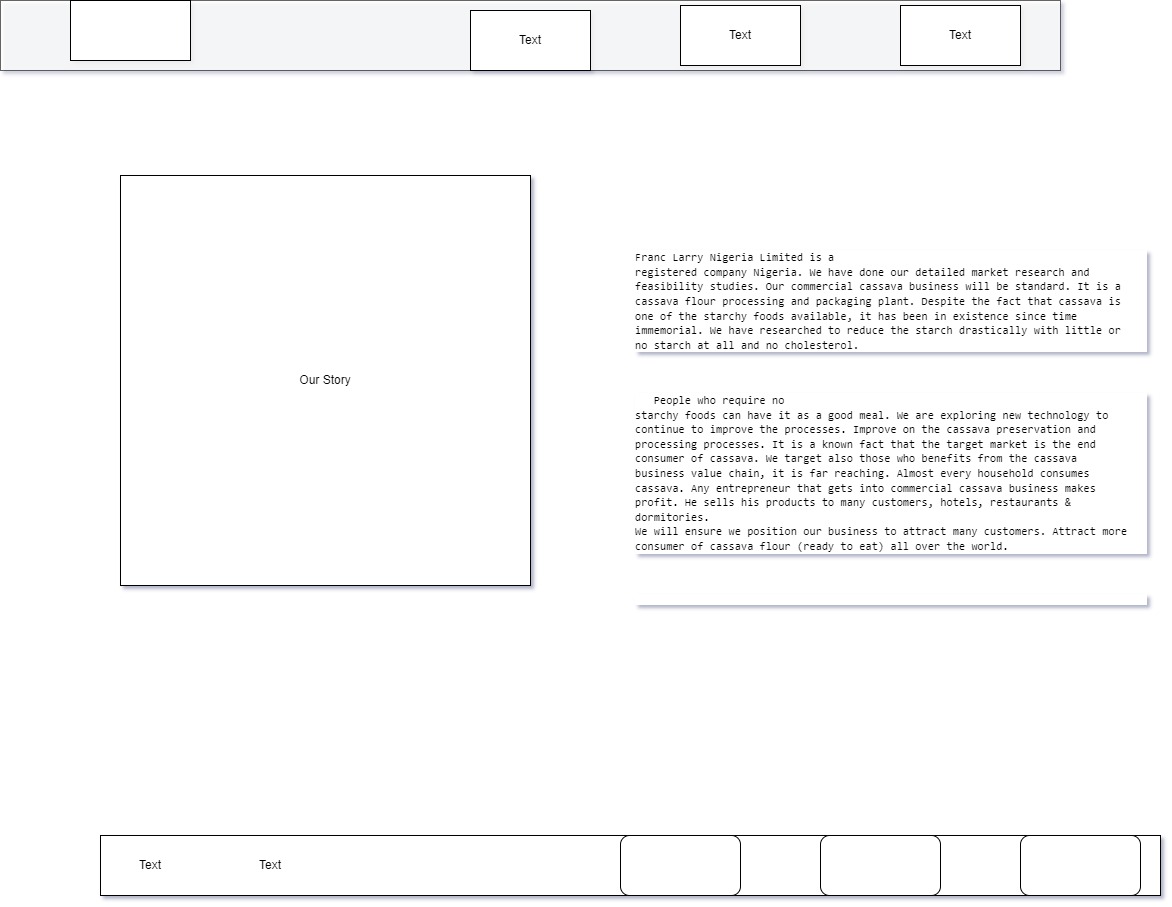 Text
Text
Text
Our Story
Franc Larry Nigeria Limited is a
registered company Nigeria. We have done our detailed market research and
feasibility studies. Our commercial cassava business will be standard. It is a
cassava flour processing and packaging plant. Despite the fact that cassava is
one of the starchy foods available, it has been in existence since time
immemorial. We have researched to reduce the starch drastically with little or
no starch at all and no cholesterol.
People who require no
starchy foods can have it as a good meal. We are exploring new technology to
continue to improve the processes. Improve on the cassava preservation and
processing processes. It is a known fact that the target market is the end
consumer of cassava. We target also those who benefits from the cassava
business value chain, it is far reaching. Almost every household consumes
cassava. Any entrepreneur that gets into commercial cassava business makes
profit. He sells his products to many customers, hotels, restaurants &
dormitories.
We will ensure we position our business to attract many customers. Attract more
consumer of cassava flour (ready to eat) all over the world.
Text
Text